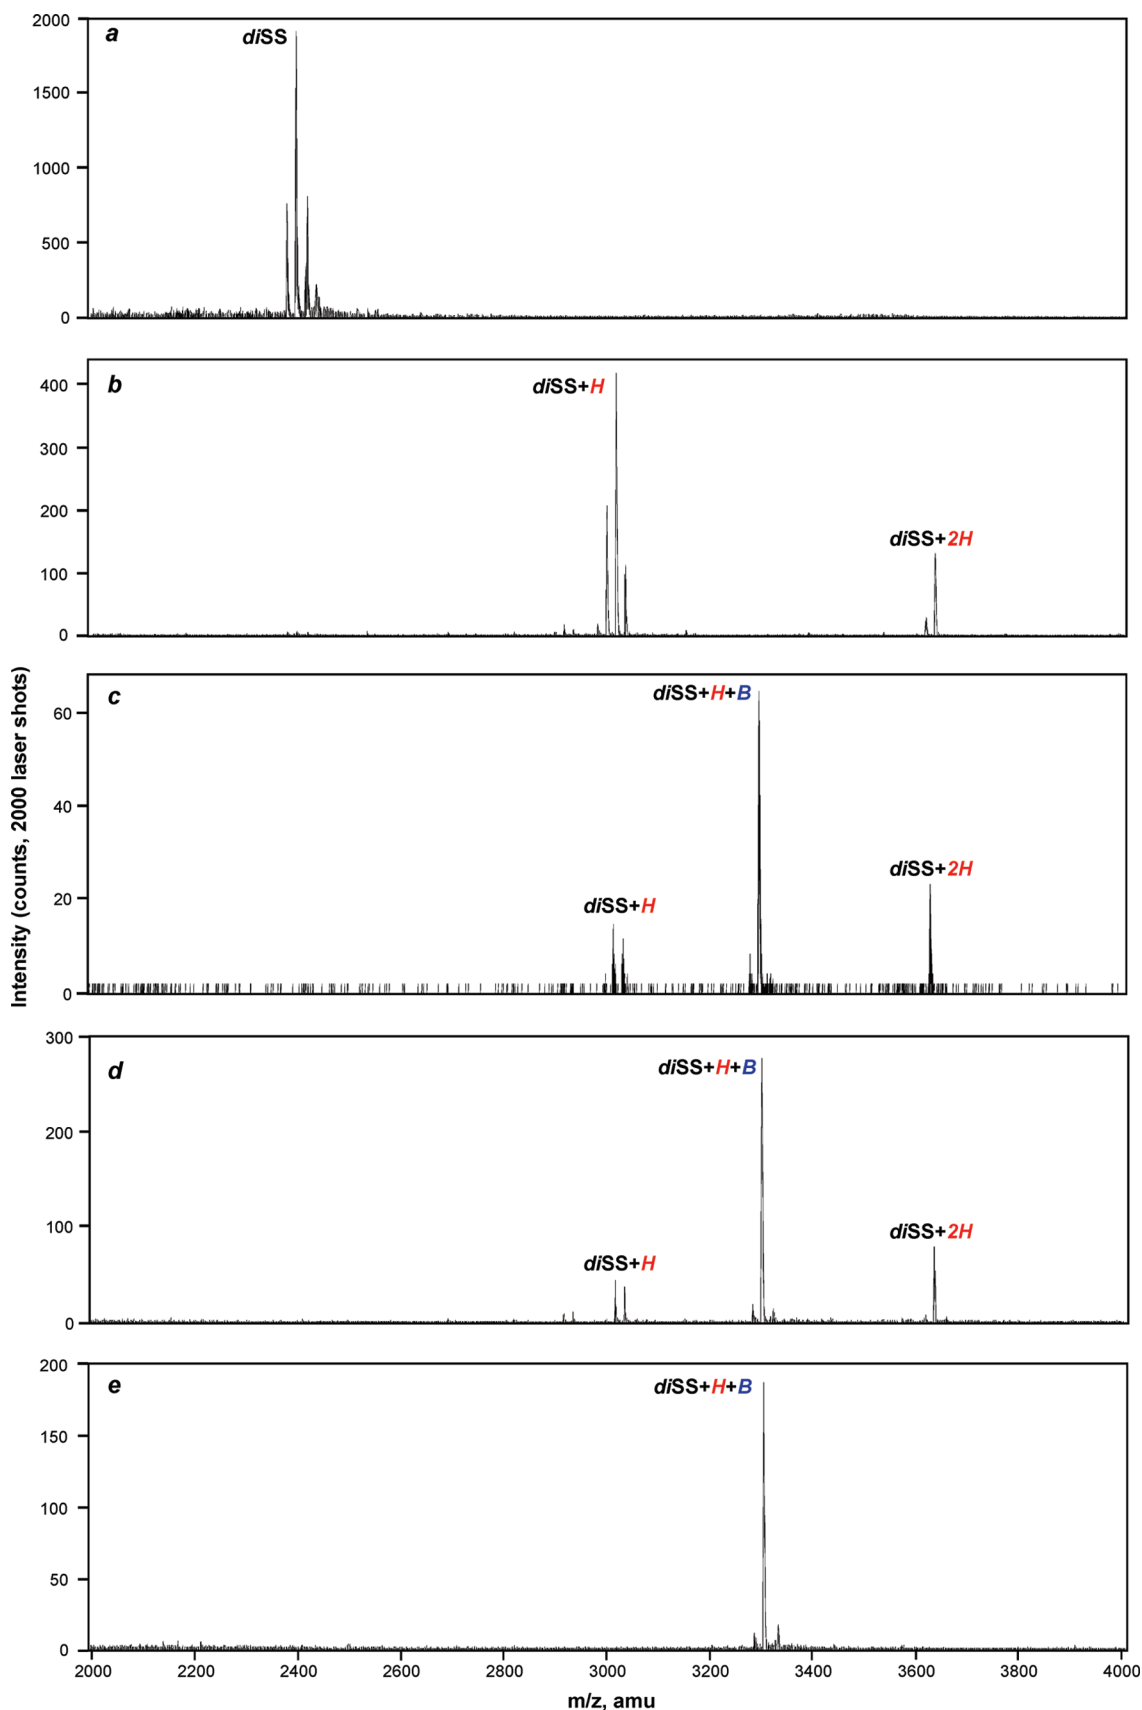 2000
a
diSS
1500
1000
500
0
b
400
diSS+H
300
200
diSS+2H
100
0
Intensity (counts, 2000 laser shots)
c
diSS+H+B
60
40
diSS+2H
20
diSS+H
0
300
d
diSS+H+B
200
diSS+2H
100
diSS+H
0
200
e
diSS+H+B
150
100
50
0
2000 2200 2400 2600 2800 3000 3200 3400 3600 3800 4000
m/z, amu